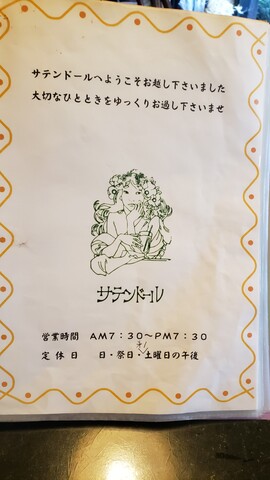 サテンドールへようこそお越し下さいました
大切なひとときをゆっくりお過し下さいませ
サテンドール
営業時間 AM7:30〜PM7:30
定休日 日・祭日・土曜日の午後